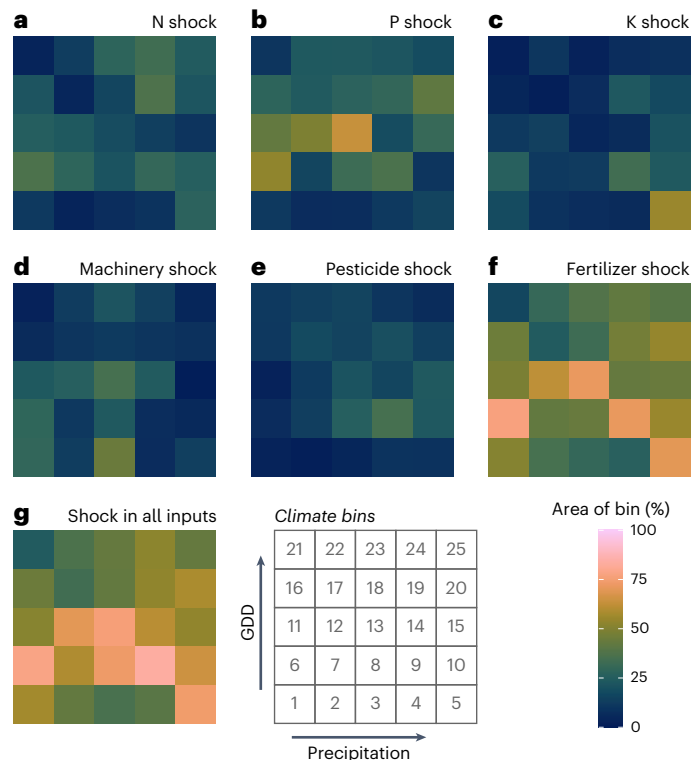 a N shock
b P shock
c K shock
d Machinery shock
e Pesticide shock
f Fertilizer shock
g Shock in all inputs
Climate bins
21 22 23 24 25
16 17 18 19 20
11 12 13 14 15
6 7 8 9 10
1 2 3 4 5
GDD
Precipitation
Area of bin (%)
100
75
50
25
0